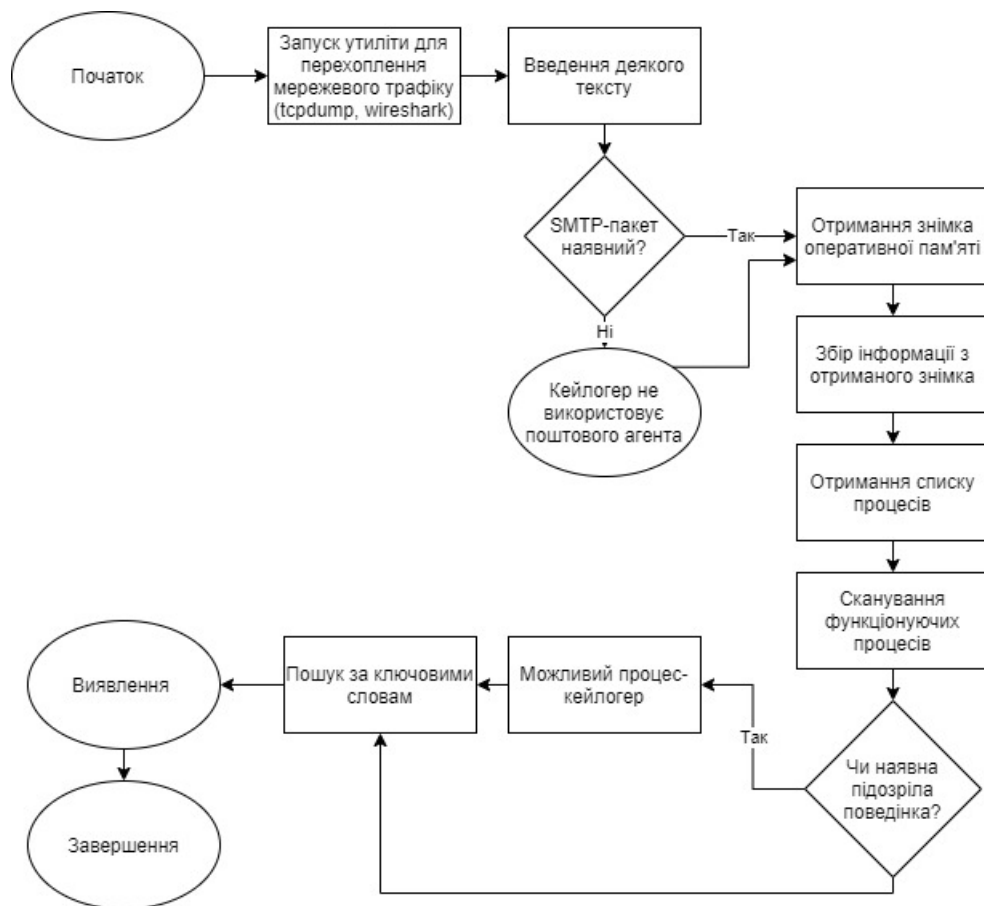 Початок
Запуск утиліти для
перехоплення
мережевого трафіку
(tcpdump, wireshark)
Введення деякого
тексту
SMTP-пакет
наявний?
Так
Отримання знімка
оперативної пам'яті
Ні
Кейлогер не
використовує
поштового агента
Збір інформації з
отриманого знімка
Отримання списку
процесів
Сканування
функціонуючих
процесів
Чи наявна
підозріла
поведінка?
Так
Можливий процес-
кейлогер
Пошук за ключовими
словам
Виявлення
Завершення